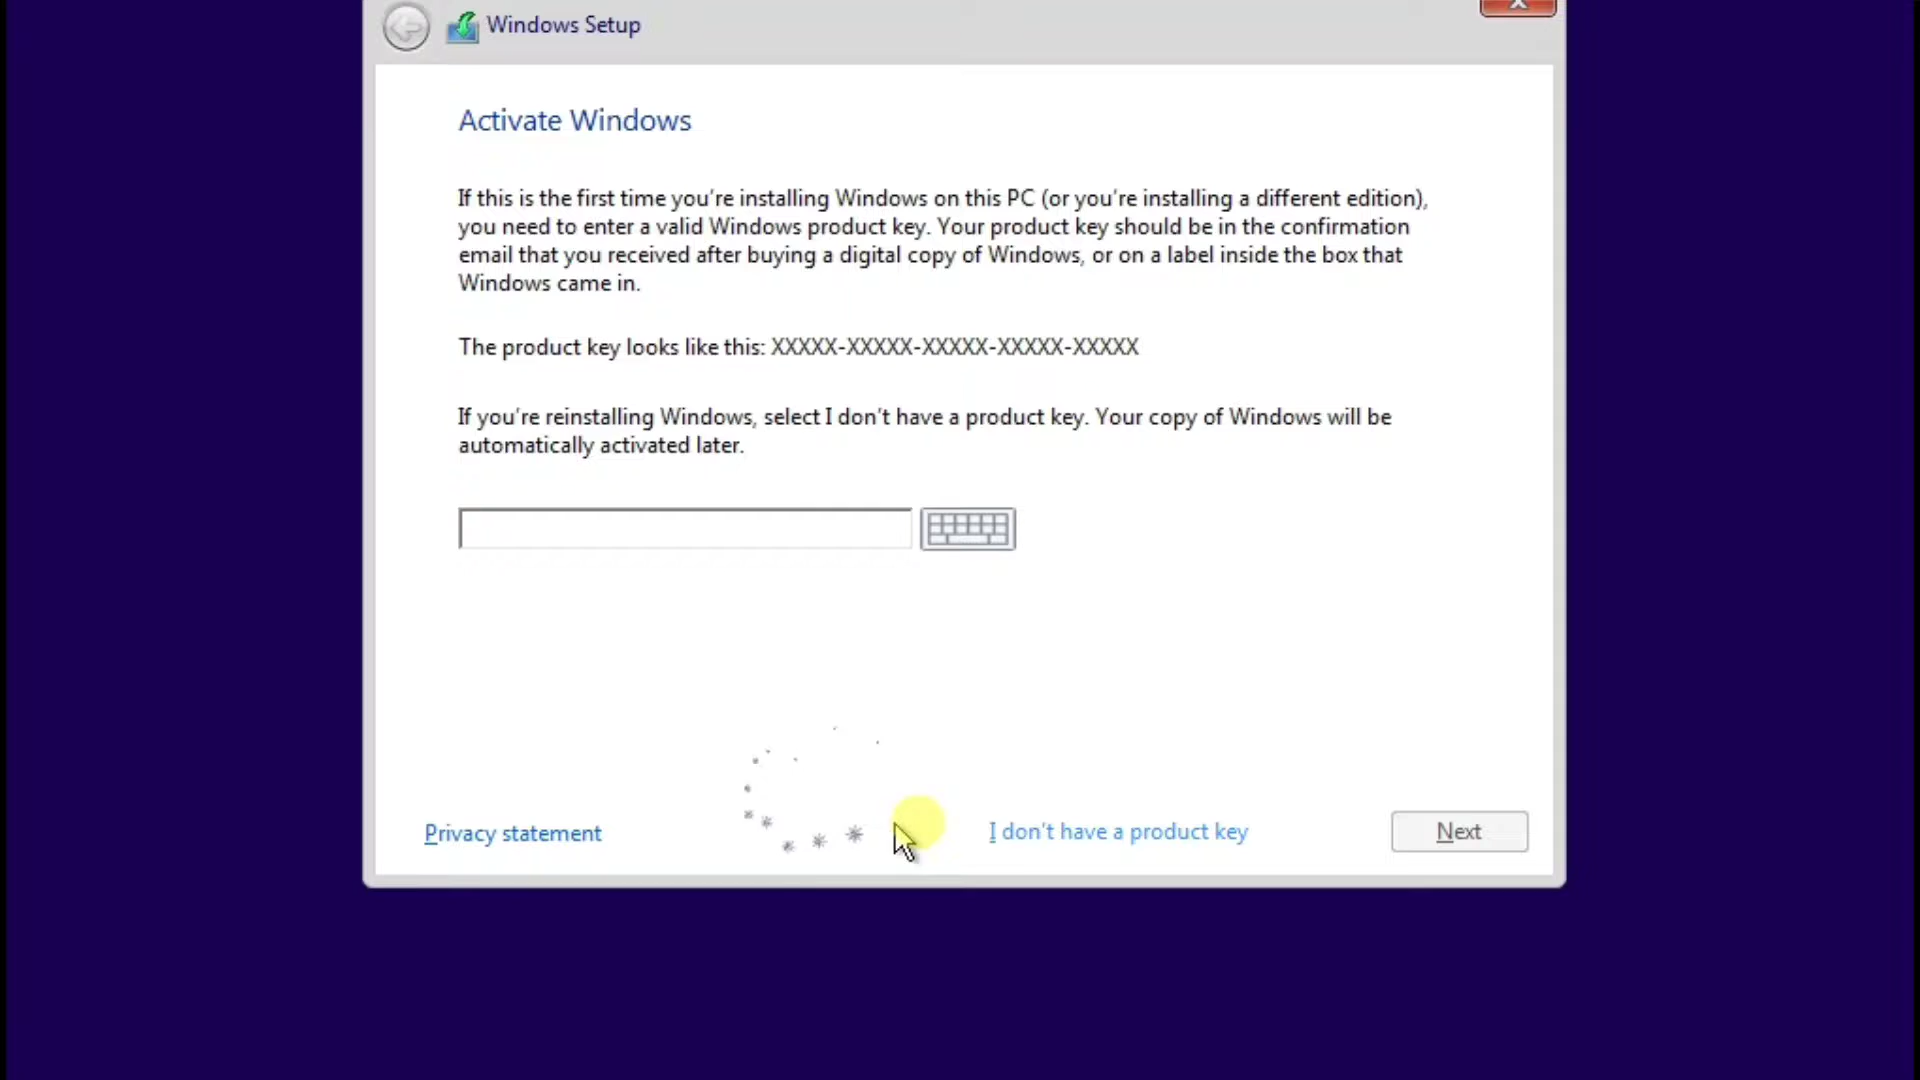 Windows Setup
Activate Windows
If this is the first time you're installing Windows on this PC (or you're installing a different edition),
you need to enter a valid Windows product key. Your product key should be in the confirmation
email that you received after buying a digital copy of Windows, or on a label inside the box that
Windows came in.
The product key looks like this: XXXXX-XXXXX-XXXXX-XXXXX-XXXXX
If you're reinstalling Windows, select I don't have a product key. Your copy of Windows will be
automatically activated later.
Privacy statement
I don't have a product key
Next